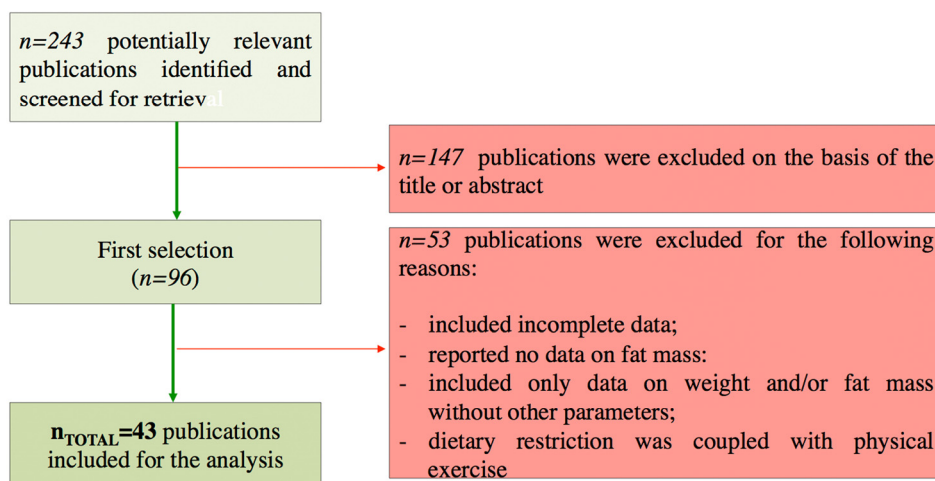 n=243 potentially relevant
publications identified and
screened for retrieval
n=147 publications were excluded on the basis of the
title or abstract
First selection
(n=96)
n=53 publications were excluded for the following
reasons:
- included incomplete data;
- reported no data on fat mass:
- included only data on weight and/or fat mass
without other parameters;
- dietary restriction was coupled with physical
exercise
nTOTAL=43 publications
included for the analysis